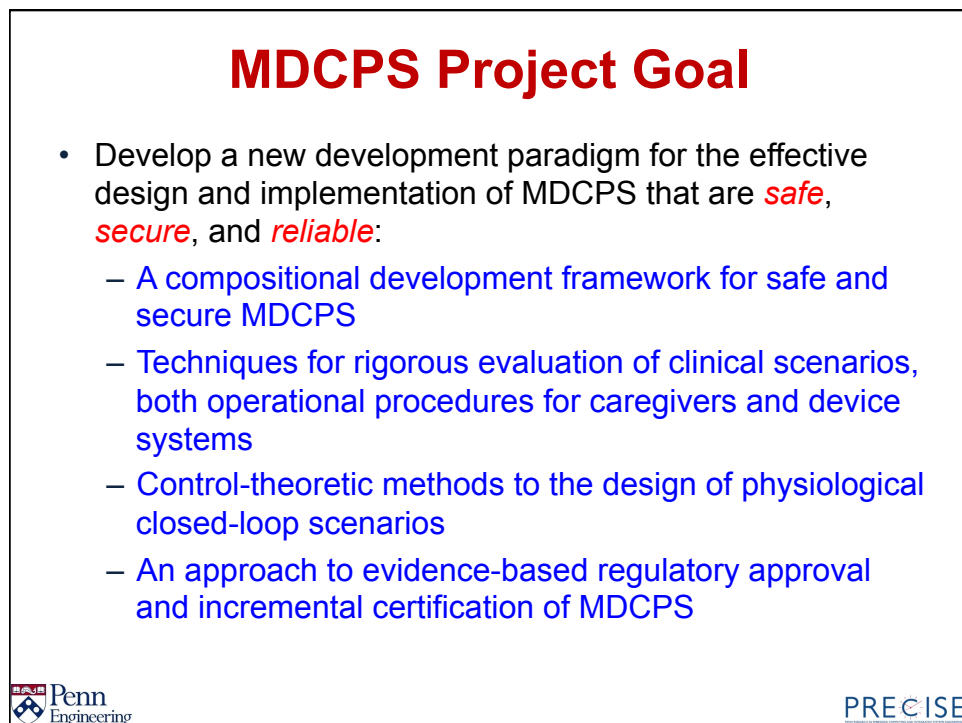 MDCPS Project Goal
• Develop a new development paradigm for the effective
design and implementation of MDCPS that are safe,
secure, and reliable:
– A compositional development framework for safe and
secure MDCPS
– Techniques for rigorous evaluation of clinical scenarios,
both operational procedures for caregivers and device
systems
– Control-theoretic methods to the design of physiological
closed-loop scenarios
– An approach to evidence-based regulatory approval
and incremental certification of MDCPS
Penn
Engineering
PRECISE